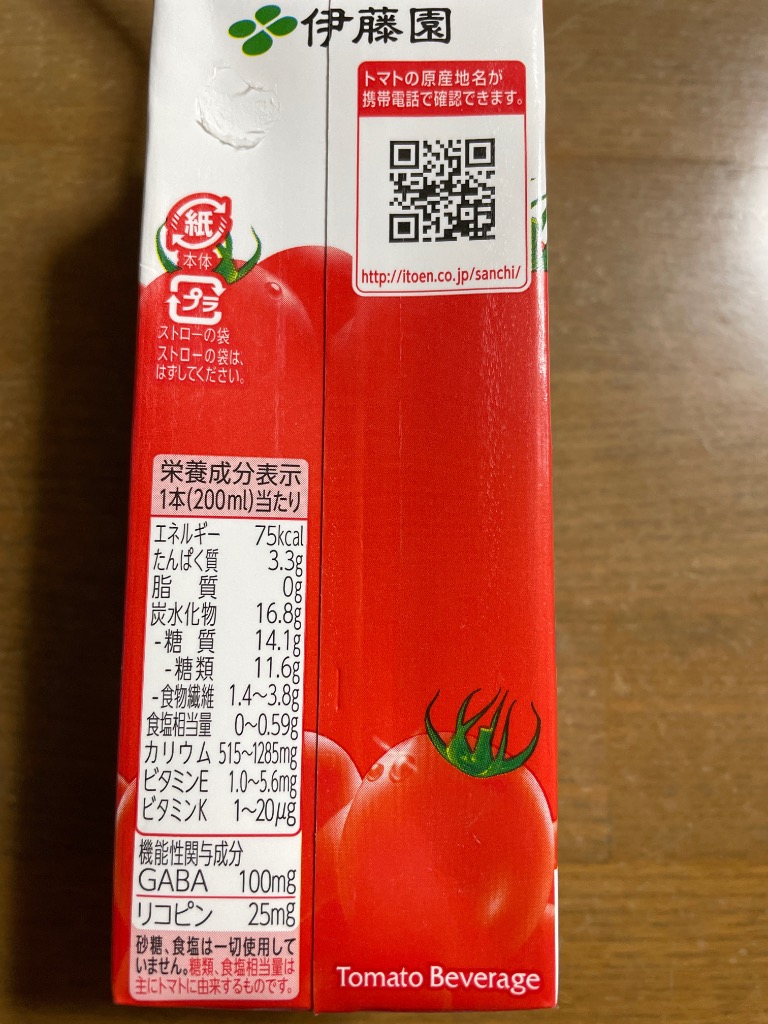 伊藤園
トマトの原産地名が
携帯電話で確認できます。
http://itoen.co.jp/sanchi/
紙
本体
プラ
ストローの袋
ストローの袋は、
はずしてください。
栄養成分表示
1本(200ml)当たり
エネルギー 75kcal
たんぱく質 3.3g
脂質 0g
炭水化物 16.8g
-糖質 14.1g
-糖類 11.6g
-食物繊維 1.4〜3.8g
食塩相当量 0〜0.59g
カリウム 515〜1285mg
ビタミンE 1.0〜5.6mg
ビタミンK 1〜20μg
機能性関与成分
GABA 100mg
リコピン 25mg
砂糖、食塩は一切使用して
いません。糖類、食塩相当量は
主にトマトに由来するものです。
Tomato Beverage